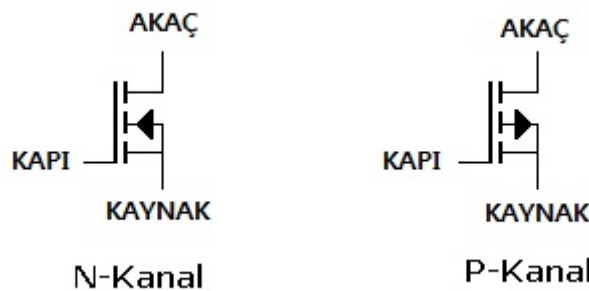 AKAÇ
KAPI
KAYNAK
N-Kanal
AKAÇ
KAPI
KAYNAK
P-Kanal